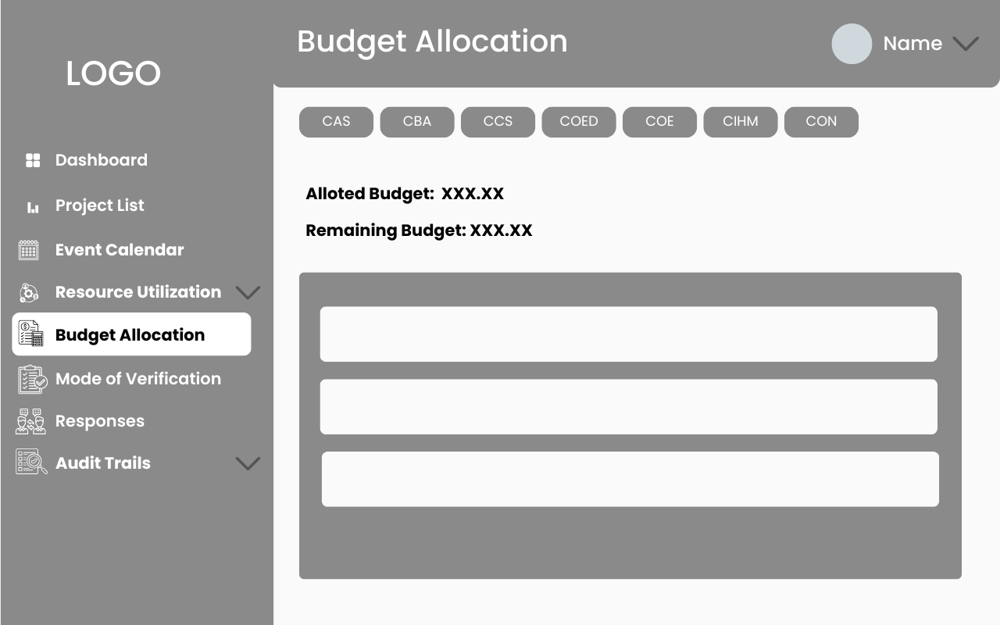 LOGO
Budget Allocation
Name
CAS
CBA
CCS
COED
COE
CIHM
CON
Dashboard
Project List
Event Calendar
Resource Utilization
Budget Allocation
Mode of Verification
Responses
Audit Trails
Alloted Budget:  XXX.XX
Remaining Budget: XXX.XX